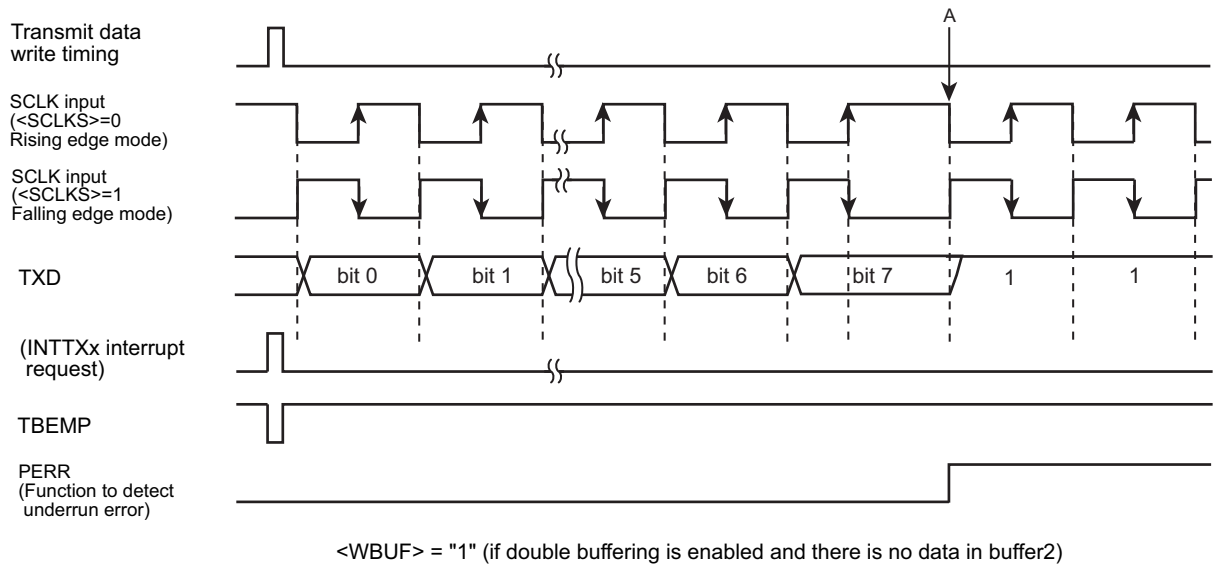 A
Transmit data
write timing
SCLK input
(<SCLKS>=0
Rising edge mode)
SCLK input
(<SCLKS>=1
Falling edge mode)
TXD
bit 0
bit 1
bit 5
bit 6
bit 7
1
1
(INTTXx interrupt
request)
TBEMP
PERR
(Function to detect
underrun error)
<WBUF> = "1" (if double buffering is enabled and there is no data in buffer2)